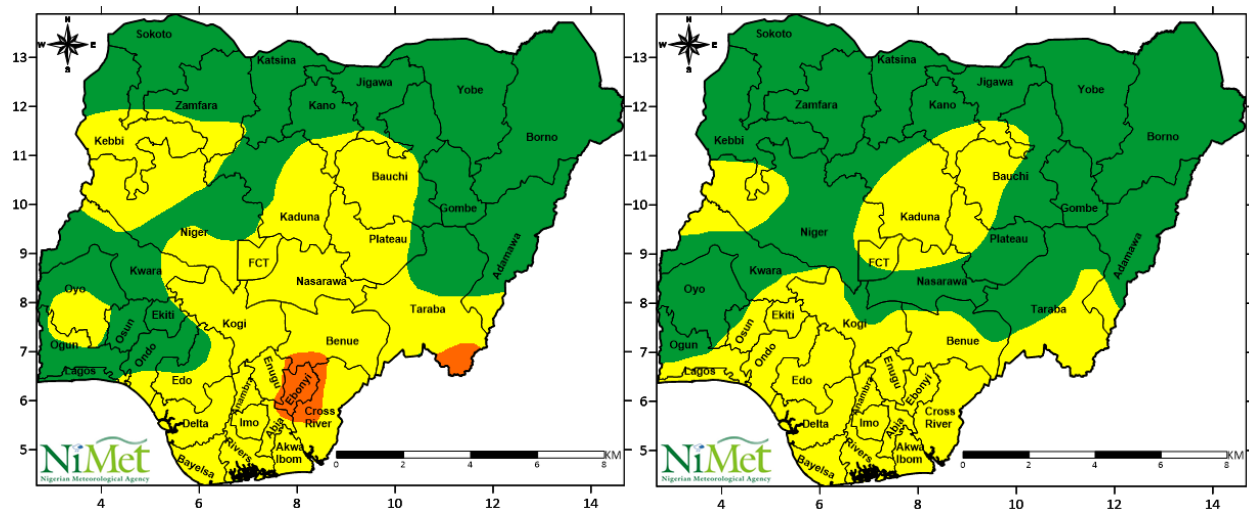 N
W E
S
13
12
11
10
9
8
7
6
5
4 6 8 10 12 14
Sokoto
Katsina
Jigawa
Yobe
Zamfara
Kano
Borno
Kebbi
Bauchi
Gombe
Kaduna
Adamawa
Niger
Plateau
FCT
Kwara
Nasarawa
Oyo
Taraba
Ekiti
Osun
Kogi
Ogun
Ondo
Benue
Lagos
Enugu
Edo
Anambra
Ebonyi
Delta
Imo
Abia
Cross
River
Rivers
Akwa
Ibom
Bayelsa
NiMet
Nigerian Meteorological Agency
0 2 4 6 8 KM
N
W E
S
13
12
11
10
9
8
7
6
5
4 6 8 10 12 14
Sokoto
Katsina
Jigawa
Yobe
Zamfara
Kano
Borno
Kebbi
Bauchi
Gombe
Kaduna
Adamawa
Niger
Plateau
FCT
Kwara
Nasarawa
Oyo
Taraba
Ekiti
Osun
Kogi
Ogun
Ondo
Benue
Lagos
Enugu
Edo
Anambra
Ebonyi
Delta
Imo
Abia
Cross
River
Rivers
Akwa
Ibom
Bayelsa
NiMet
Nigerian Meteorological Agency
0 2 4 6 8 KM